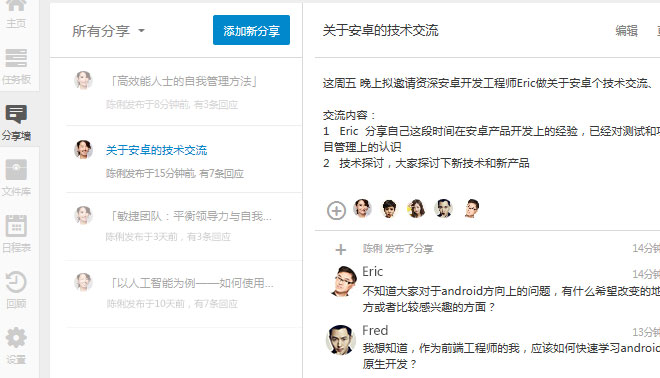 主页
任务板
分享墙
文件库
日程表
回顾
设置
所有分享
添加新分享
「高效能人士的自我管理方法」
陈俐发布于8分钟前, 有3条回应
关于安卓的技术交流
陈俐发布于15分钟前, 有7条回应
「敏捷团队：平衡领导力与自我...
陈俐发布于3天前，有3条回应
「以人工智能为例——如何使用...
陈俐发布于10天前，有7条回应
关于安卓的技术交流
编辑
这周五 晚上拟邀请资深安卓开发工程师Eric做关于安卓个技术交流、
交流内容：
1 Eric 分享自己这段时间在安卓产品开发上的经验，已经对测试和项
目管理上的认识
2 技术探讨，大家探讨下新技术和新产品
陈俐 发布了分享
14分钟
Eric
14分钟
不知道大家对于android方向上的问题，有什么希望改变的地
方或者比较感兴趣的方面？
Fred
13分钟
我想知道，作为前端工程师的我，应该如何快速学习android
原生开发？